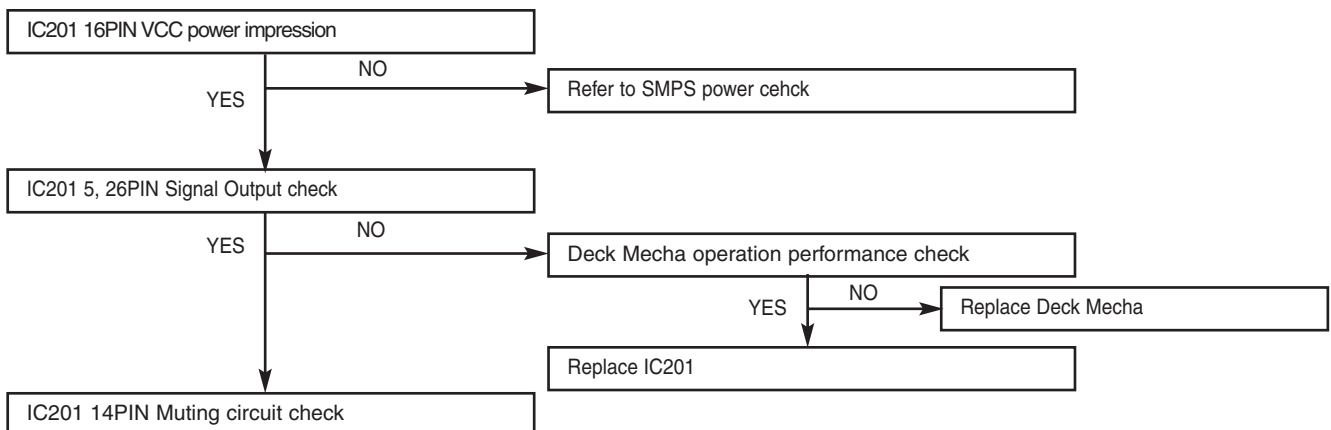 IC201 16PIN VCC power impression
NO
YES
Refer to SMPS power cehck
IC201 5, 26PIN Signal Output check
NO
YES
Deck Mecha operation performance check
NO
YES
Replace Deck Mecha
Replace IC201
IC201 14PIN Muting circuit check